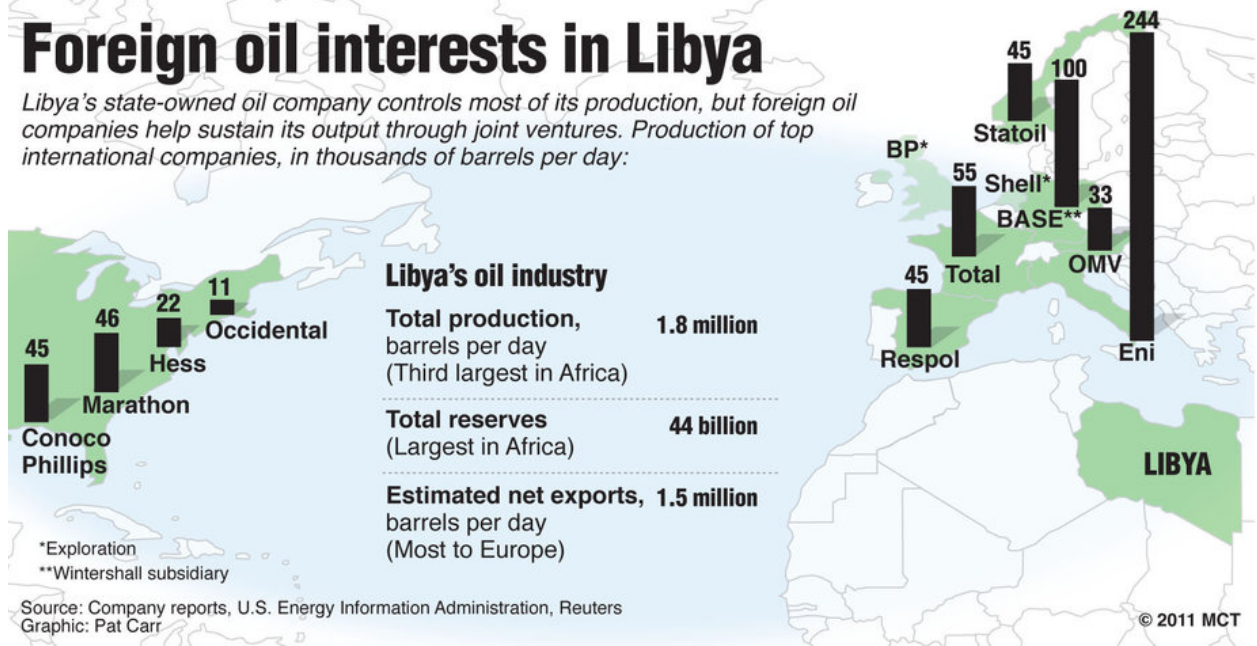 Foreign oil interests in Libya
Libya's state-owned oil company controls most of its production, but foreign oil
companies help sustain its output through joint ventures. Production of top
international companies, in thousands of barrels per day:
45
Conoco
Phillips
46
Marathon
22
Hess
11
Occidental
Libya's oil industry
Total production, 1.8 million
barrels per day
(Third largest in Africa)
Total reserves 44 billion
(Largest in Africa)
Estimated net exports, 1.5 million
barrels per day
(Most to Europe)
BP*
45
Statoil
Shell*
100
BASE**
244
Eni
55
Total
33
OMV
45
Respol
LIBYA
*Exploration
**Wintershall subsidiary
Source: Company reports, U.S. Energy Information Administration, Reuters
Graphic: Pat Carr
© 2011 MCT